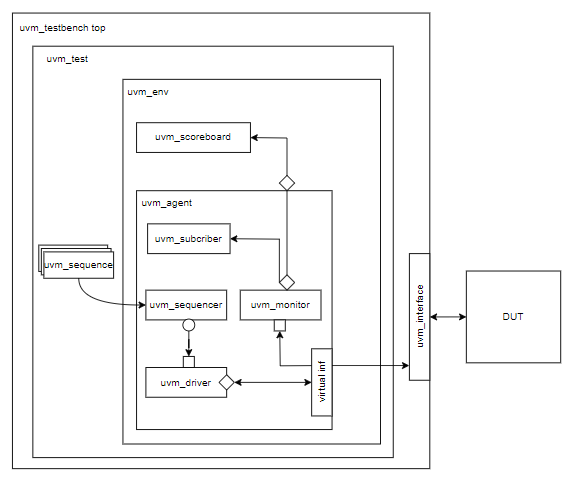 uvm_testbench top
uvm_test
uvm_env
uvm_scoreboard
uvm_agent
uvm_subcriber
uvm_sequence
uvm_sequencer
uvm_monitor
uvm_interface
DUT
uvm_driver
virtual inf